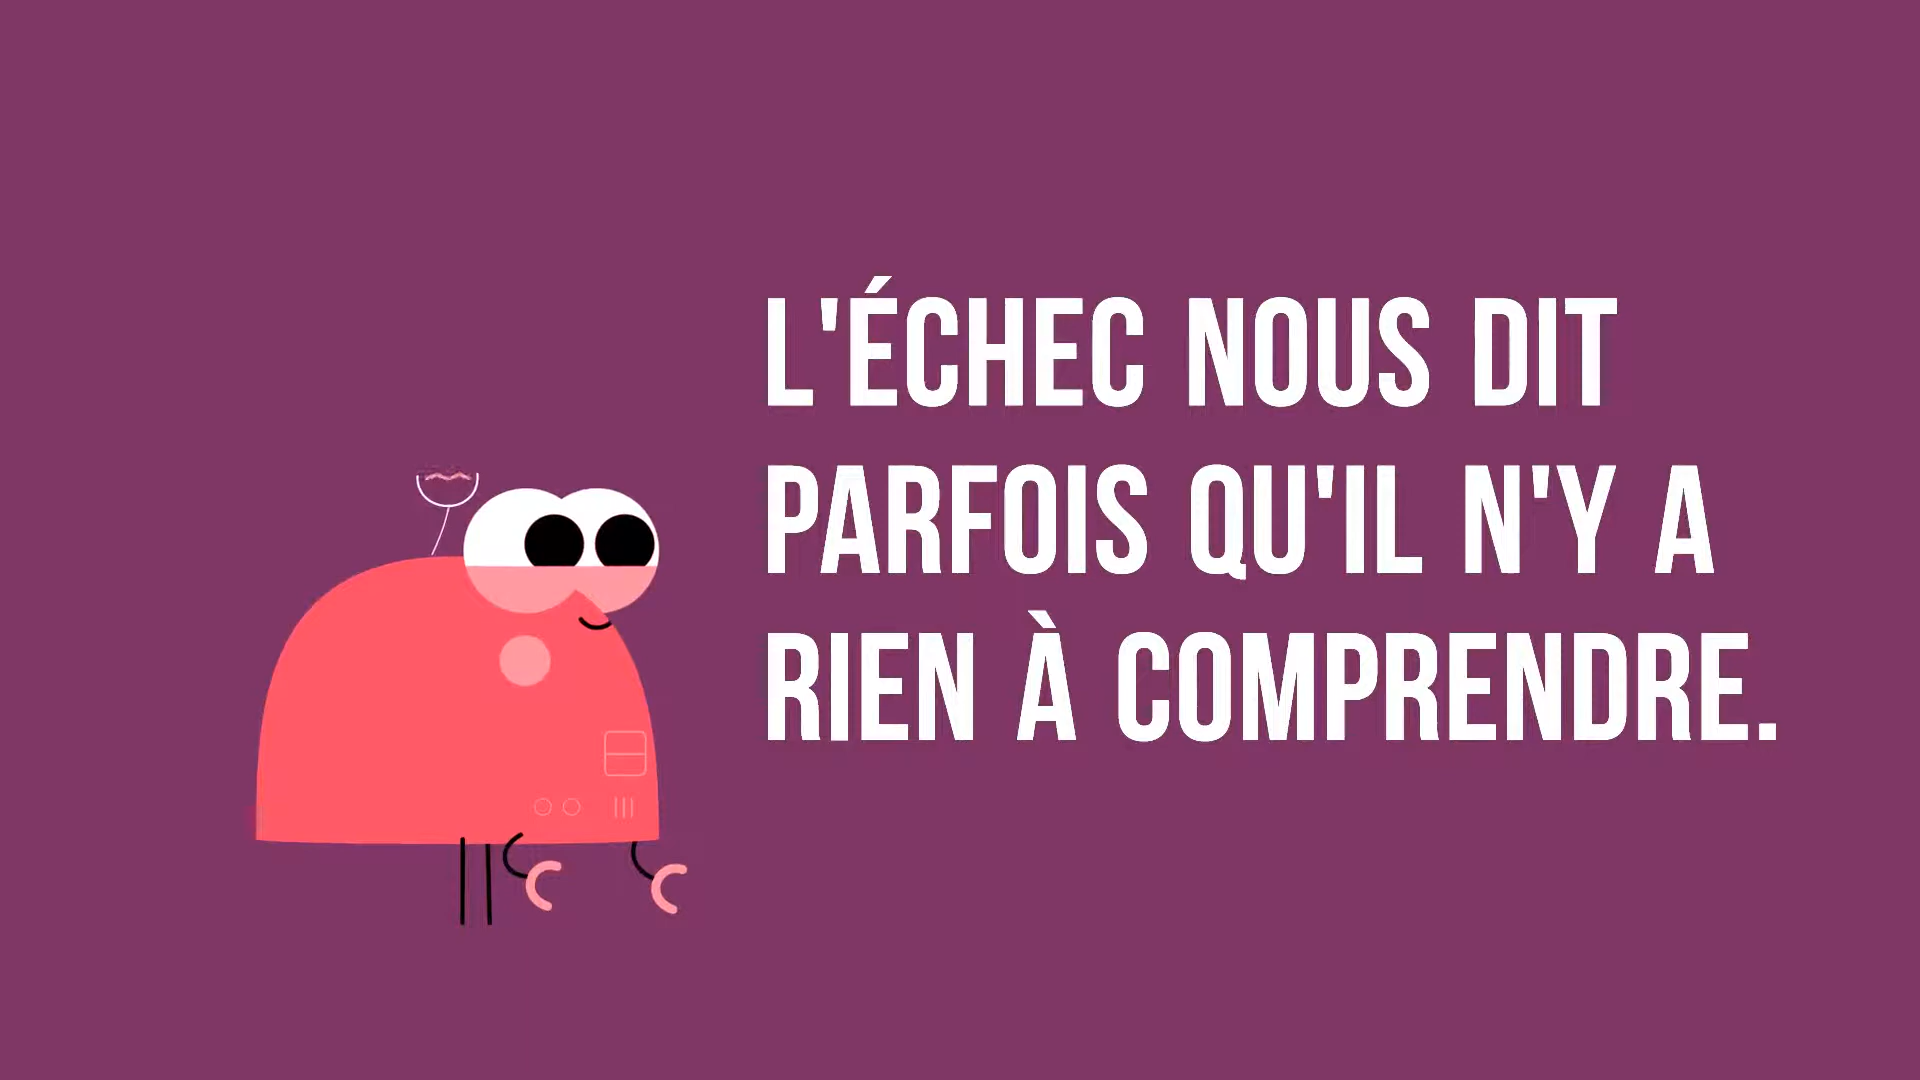 L'ÉCHEC NOUS DIT
PARFOIS QU'IL N'Y A
RIEN À COMPRENDRE.